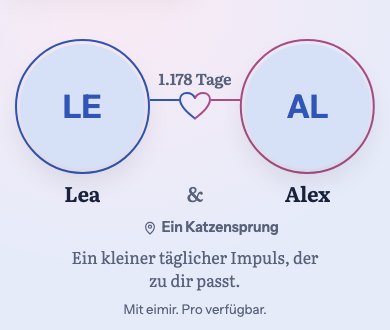 1.178 Tage
LE
AL
Lea & Alex
Ein Katzensprung
Ein kleiner täglicher Impuls, der
zu dir passt.
Mit eimir. Pro verfügbar.